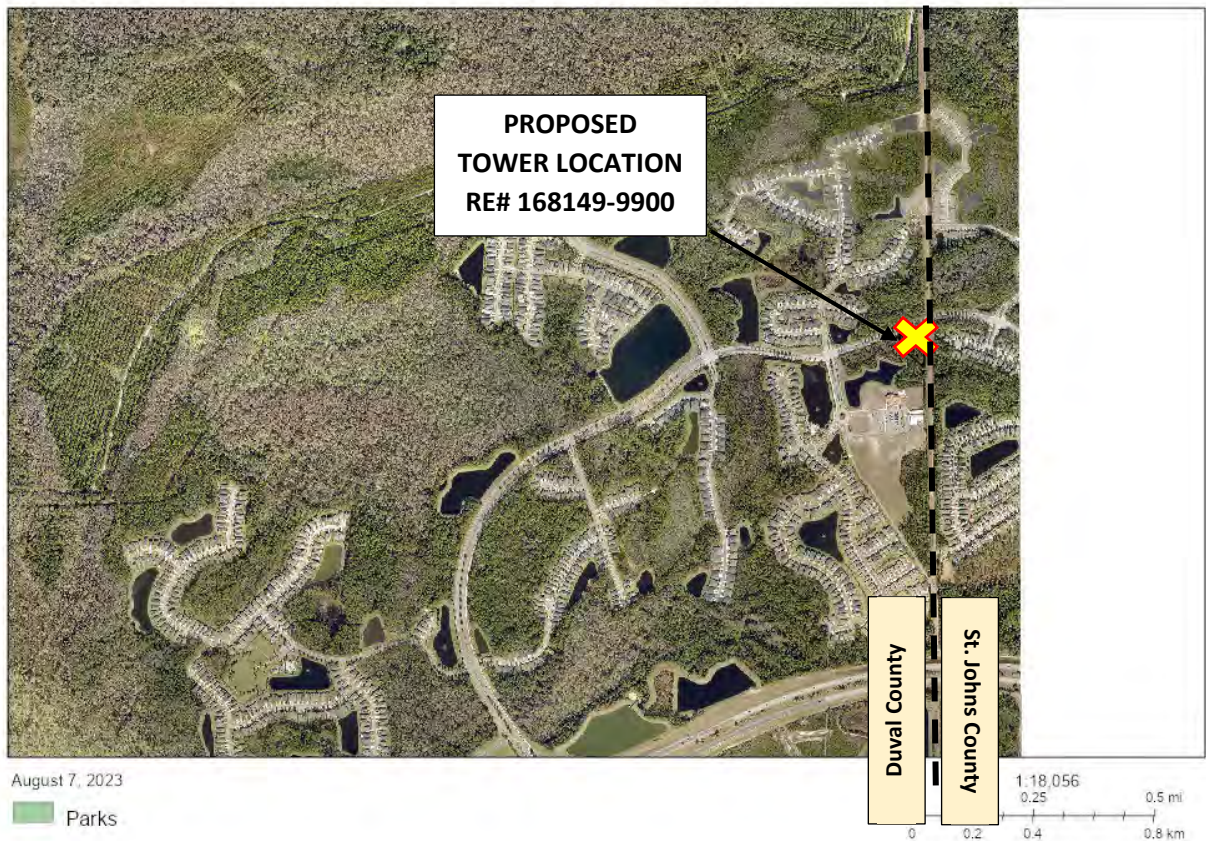 PROPOSED
TOWER LOCATION
RE# 168149-9900
Duval County
St. Johns County
August 7, 2023
Parks
1:18,056
0.25 0.5 mi
0 0.2 0.4 0.8 km